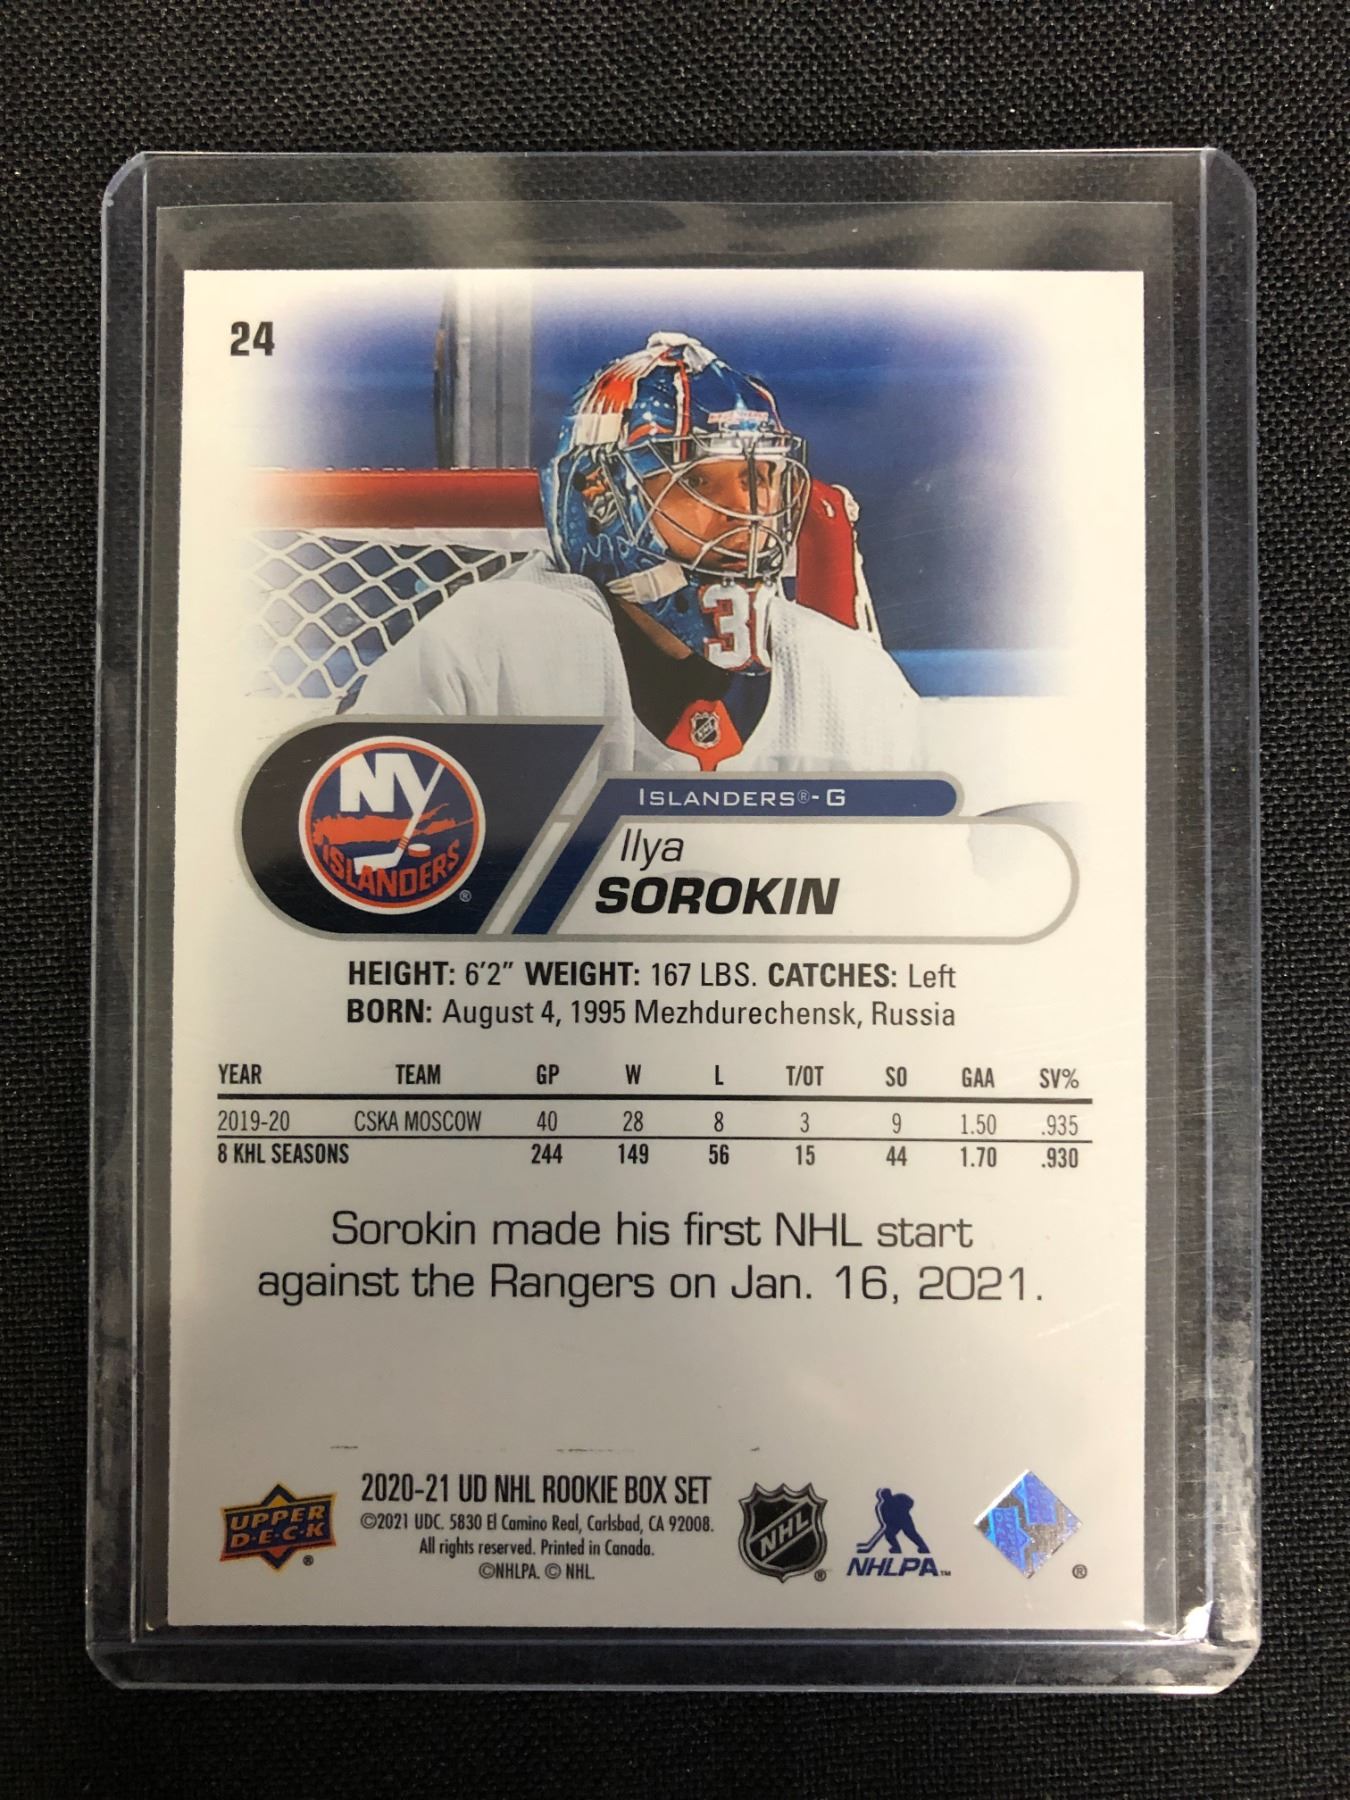 24
30
NHL
NY
ISLANDERS
®
ISLANDERS®- G
Ilya
SOROKIN
HEIGHT: 6'2" WEIGHT: 167 LBS. CATCHES: Left
BORN: August 4, 1995 Mezhdurechensk, Russia
YEAR TEAM GP W L T/OT SO GAA SV%
2019-20 CSKA MOSCOW 40 28 8 3 9 1.50 .935
8 KHL SEASONS 244 149 56 15 44 1.70 .930
Sorokin made his first NHL start
against the Rangers on Jan. 16, 2021.
UPPER
D·E·C·K
®
2020-21 UD NHL ROOKIE BOX SET
©2021 UDC. 5830 El Camino Real, Carlsbad, CA 92008.
All rights reserved. Printed in Canada.
©NHLPA. © NHL.
NHL
®
NHLPA™
®